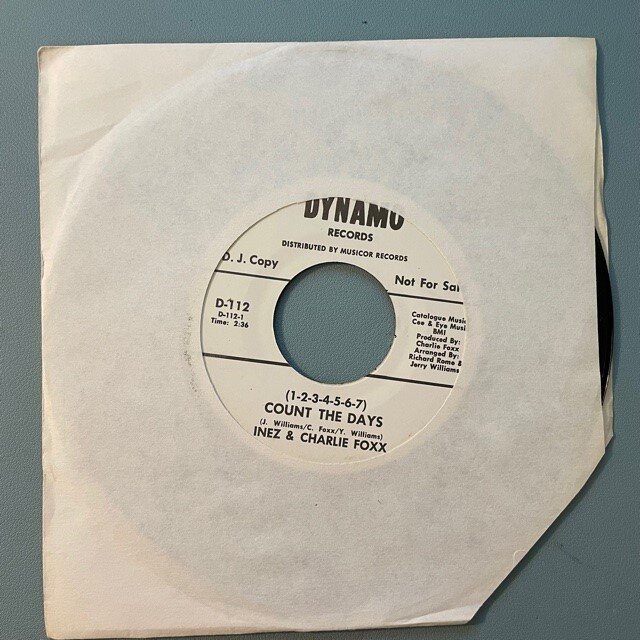 DYNAMO
RECORDS
DISTRIBUTED BY MUSICOR RECORDS
D. J. Copy
Not For Sal
D-112
D-112-1
Time: 2:36
Catalogue Music
Cee & Eye Musi
BMI
Produced By:
Charlie Foxx
Arranged By:
Richard Rome &
Jerry Williams
(1-2-3-4-5-6-7)
COUNT THE DAYS
(J. Williams/C. Foxx/Y. Williams)
INEZ & CHARLIE FOXX